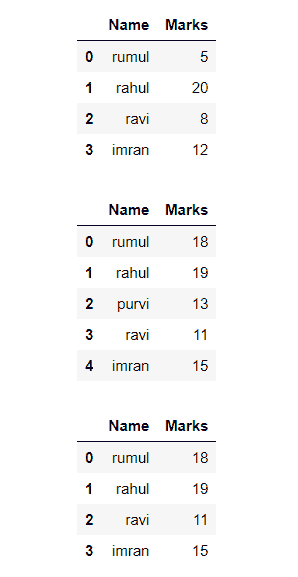 Name Marks
0 rumul 5
1 rahul 20
2 ravi 8
3 imran 12
Name Marks
0 rumul 18
1 rahul 19
2 purvi 13
3 ravi 11
4 imran 15
Name Marks
0 rumul 18
1 rahul 19
2 ravi 11
3 imran 15